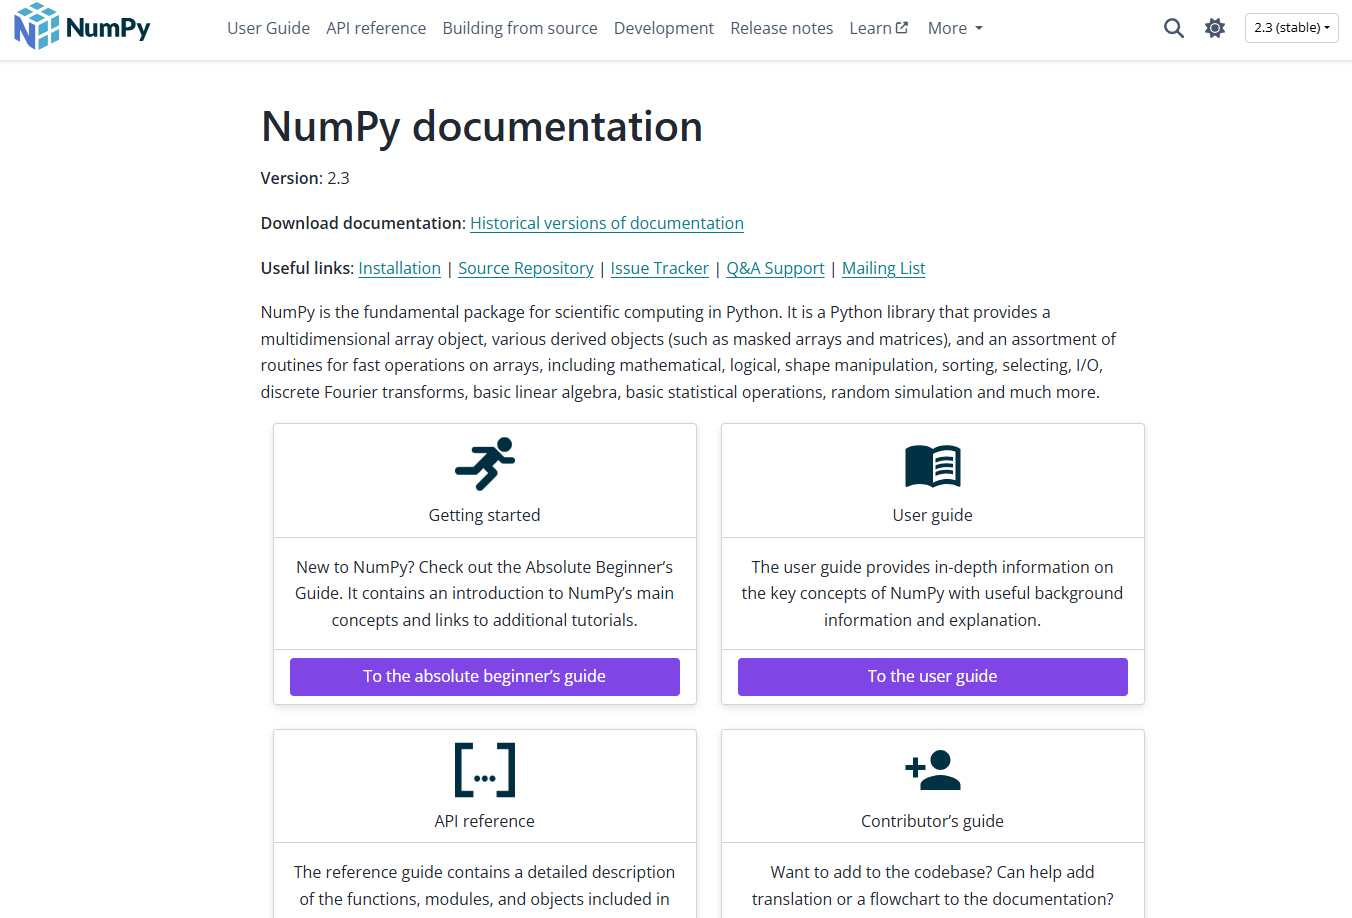 NumPy
User Guide API reference Building from source Development Release notes Learn More
2.3 (stable)
NumPy documentation
Version: 2.3
Download documentation: Historical versions of documentation
Useful links: Installation | Source Repository | Issue Tracker | Q&A Support | Mailing List
NumPy is the fundamental package for scientific computing in Python. It is a Python library that provides a
multidimensional array object, various derived objects (such as masked arrays and matrices), and an assortment of
routines for fast operations on arrays, including mathematical, logical, shape manipulation, sorting, selecting, I/O,
discrete Fourier transforms, basic linear algebra, basic statistical operations, random simulation and much more.
Getting started
New to NumPy? Check out the Absolute Beginner’s
Guide. It contains an introduction to NumPy’s main
concepts and links to additional tutorials.
To the absolute beginner’s guide
User guide
The user guide provides in-depth information on
the key concepts of NumPy with useful background
information and explanation.
To the user guide
API reference
The reference guide contains a detailed description
of the functions, modules, and objects included in
Contributor’s guide
Want to add to the codebase? Can help add
translation or a flowchart to the documentation?